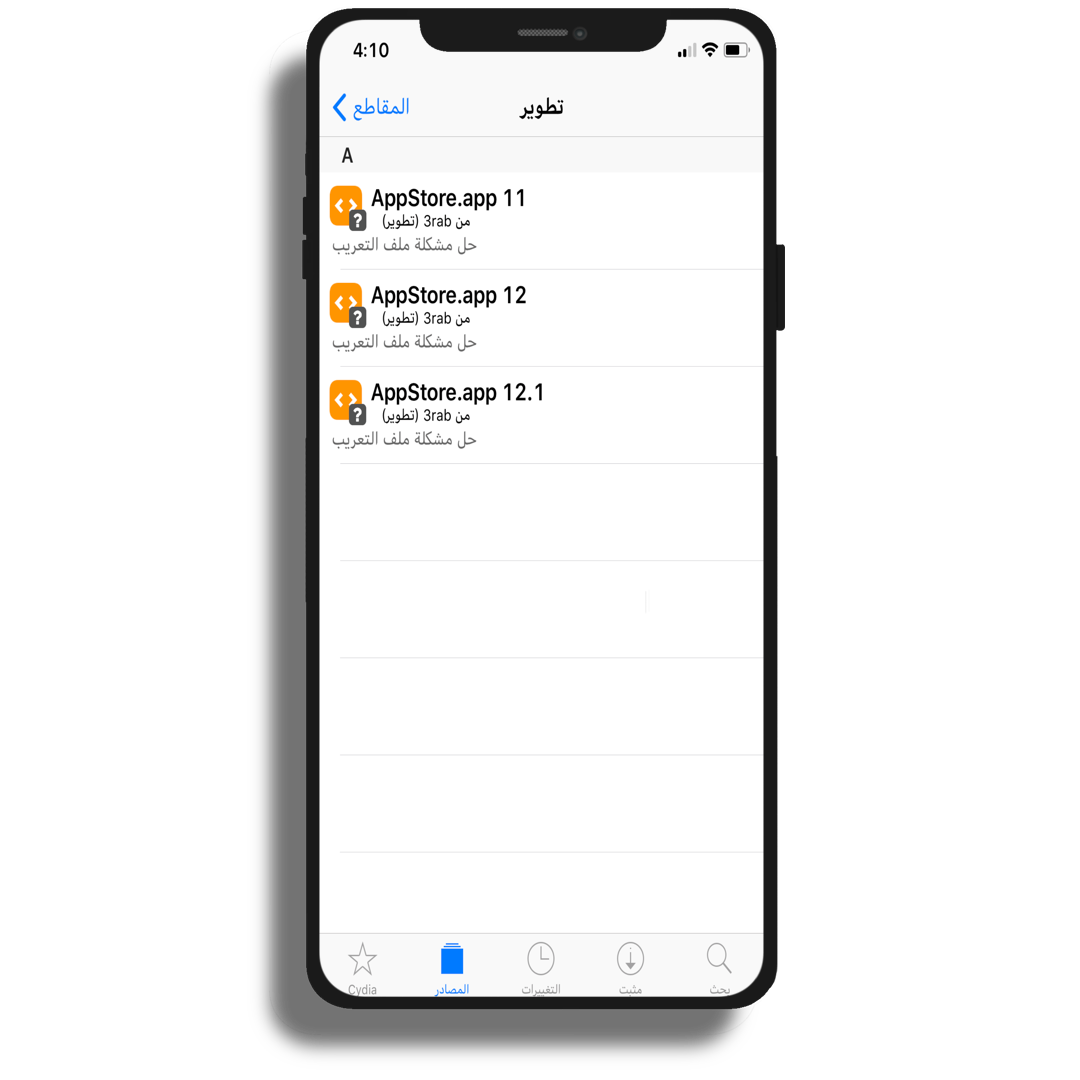 4:10
المقاطع
تطوير
A
AppStore.app 11
من 3rab (تطوير)
حل مشكلة ملف التعريب
AppStore.app 12
من 3rab (تطوير)
حل مشكلة ملف التعريب
AppStore.app 12.1
من 3rab (تطوير)
حل مشكلة ملف التعريب
Cydia
المصادر
التغييرات
مثبت
بحث